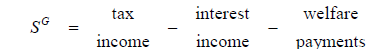 S^G = tax income − interest income − welfare payments